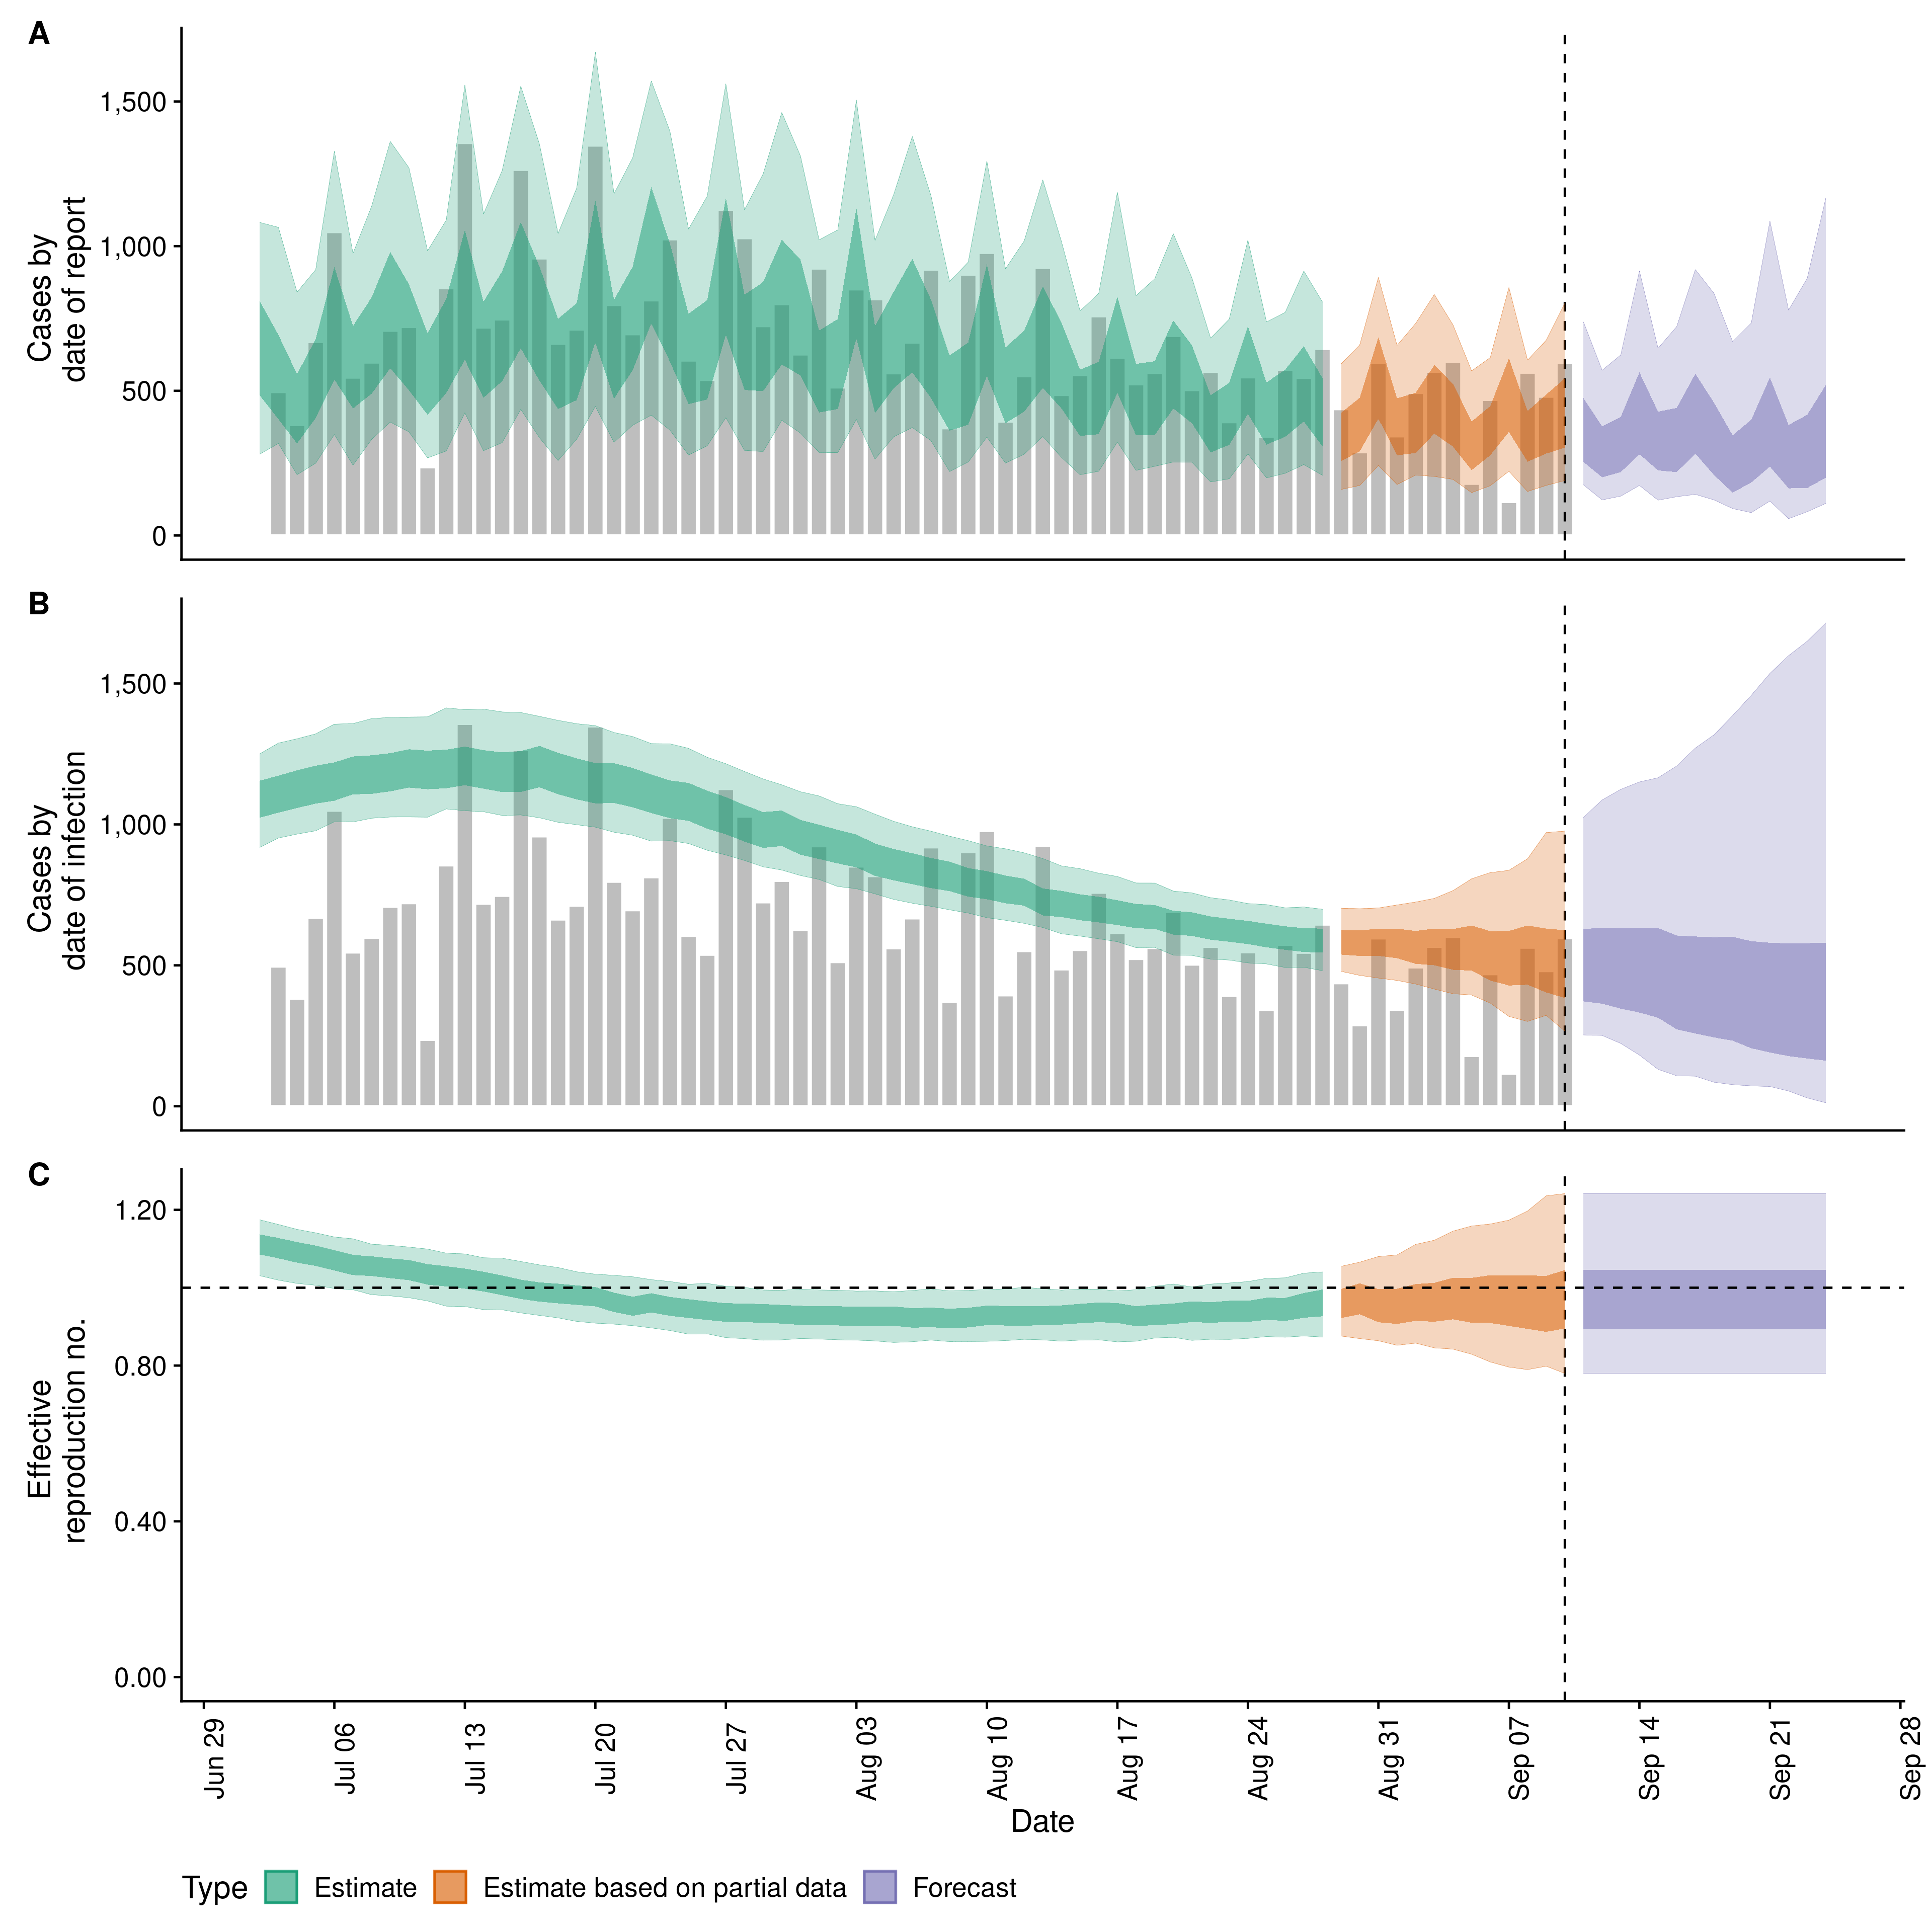 A
Cases by
date of report
1,500
1,000
500
0
B
Cases by
date of infection
1,500
1,000
500
0
C
Effective
reproduction no.
1.20
0.80
0.40
0.00
Jun 29
Jul 06
Jul 13
Jul 20
Jul 27
Aug 03
Aug 10
Aug 17
Aug 24
Aug 31
Sep 07
Sep 14
Sep 21
Sep 28
Date
Type Estimate Estimate based on partial data Forecast